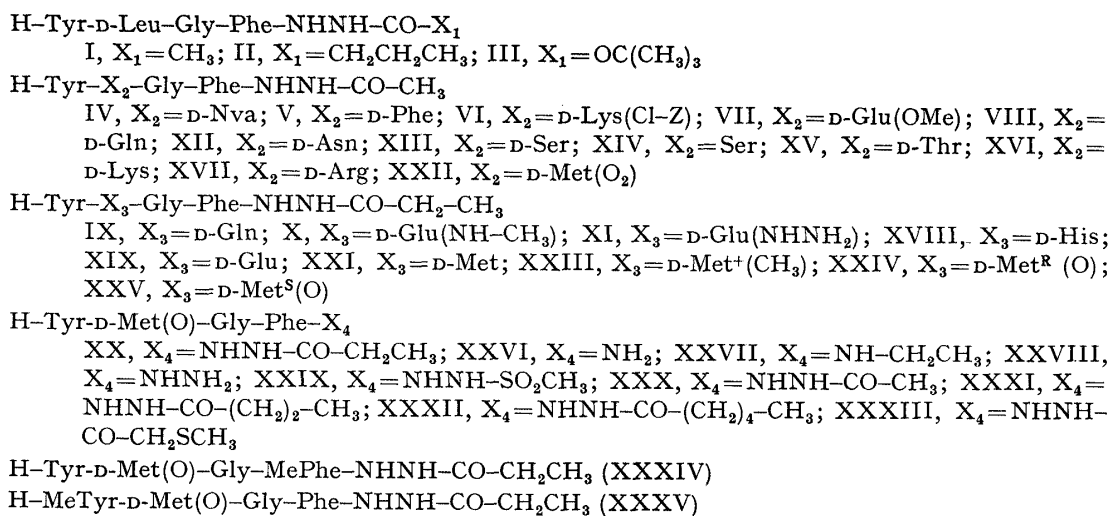 H–Tyr-D-Leu–Gly–Phe–NHNH–CO–X₁
I, X₁=CH₃; II, X₁=CH₂CH₂CH₃; III, X₁=OC(CH₃)₃
H–Tyr–X₂–Gly–Phe–NHNH–CO–CH₃
IV, X₂=D-Nva; V, X₂=D-Phe; VI, X₂=D-Lys(Cl–Z); VII, X₂=D-Glu(OMe); VIII, X₂=
D-Gln; XII, X₂=D-Asn; XIII, X₂=D-Ser; XIV, X₂=Ser; XV, X₂=D-Thr; XVI, X₂=
D-Lys; XVII, X₂=D-Arg; XXII, X₂=D-Met(O₂)
H–Tyr–X₃–Gly–Phe–NHNH–CO–CH₂–CH₃
IX, X₃=D-Gln; X, X₃=D-Glu(NH–CH₃); XI, X₃=D-Glu(NHNH₂); XVIII, X₃=D-His;
XIX, X₃=D-Glu; XXI, X₃=D-Met; XXIII, X₃=D-Met⁺(CH₃); XXIV, X₃=D-Metᴿ (O);
XXV, X₃=D-Metˢ(O)
H–Tyr-D-Met(O)–Gly–Phe–X₄
XX, X₄=NHNH–CO–CH₂CH₃; XXVI, X₄=NH₂; XXVII, X₄=NH–CH₂CH₃; XXVIII,
X₄=NHNH₂; XXIX, X₄=NHNH–SO₂CH₃; XXX, X₄=NHNH–CO–CH₃; XXXI, X₄=
NHNH–CO–(CH₂)₂–CH₃; XXXII, X₄=NHNH–CO–(CH₂)₄–CH₃; XXXIII, X₄=NHNH–
CO–CH₂SCH₃
H–Tyr-D-Met(O)–Gly–MePhe–NHNH–CO–CH₂CH₃ (XXXIV)
H–MeTyr-D-Met(O)–Gly–Phe–NHNH–CO–CH₂CH₃ (XXXV)